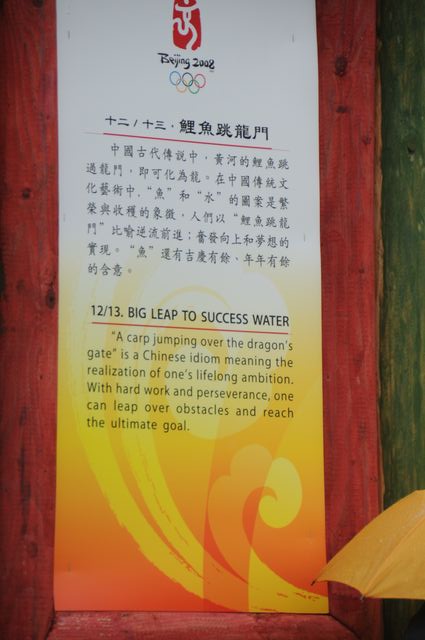 Beijing 2008
十二 / 十三 · 鯉魚跳龍門
中國古代傳說中，黃河的鯉魚跳
過龍門，即可化為龍。在中國傳統文
化藝術中，“魚”和“水”的圖案是繁
榮與收穫的象徵，人們以“鯉魚跳龍
門”比喻逆流前進；奮發向上和夢想的
實現。“魚”還有吉慶有餘、年年有餘
的含意。
12/13. BIG LEAP TO SUCCESS WATER
“A carp jumping over the dragon’s
gate” is a Chinese idiom meaning the
realization of one’s lifelong ambition.
With hard work and perseverance, one
can leap over obstacles and reach
the ultimate goal.